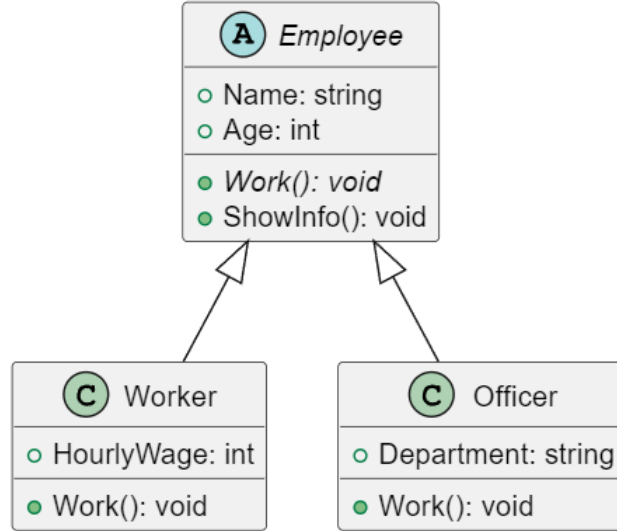 A Employee
Name: string
Age: int
Work(): void
ShowInfo(): void
C Worker
HourlyWage: int
Work(): void
C Officer
Department: string
Work(): void